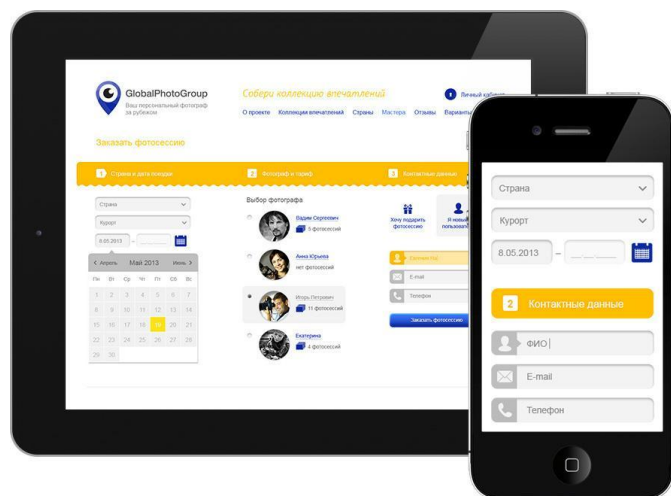 GlobalPhotoGroup
Ваш персональный фотограф
за рубежом
Собери коллекцию впечатлений
Личный
О проекте Коллекции впечатлений Страны Мастера Отзывы Варианты
Заказать фотосессию
1 Страна и дата поездки
2 Фотограф и тариф
3 Контактные данные
Страна
Курорт
8.05.2013 –
Апрель Май 2013 Июнь
Пн Вт Ср Чт Пт Сб Вс
1 2 3 4 5 6 7
8 9 10 11 12 13 14
15 16 17 18 19 20 21
22 23 24 25 26 27 28
29 30
Выбор фотографа
Вадим Сергеевич
3 фотосессий
Анна Юрьева
нет фотосессий
Игорь Петрович
11 фотосессий
Екатерина
4 фотосессий
Хочу подарить
фотосессию
Я новый
E-mail
Телефон
Заказать фотосессию
Страна
Курорт
8.05.2013 –
2 Контактные данные
ФИО
E-mail
Телефон